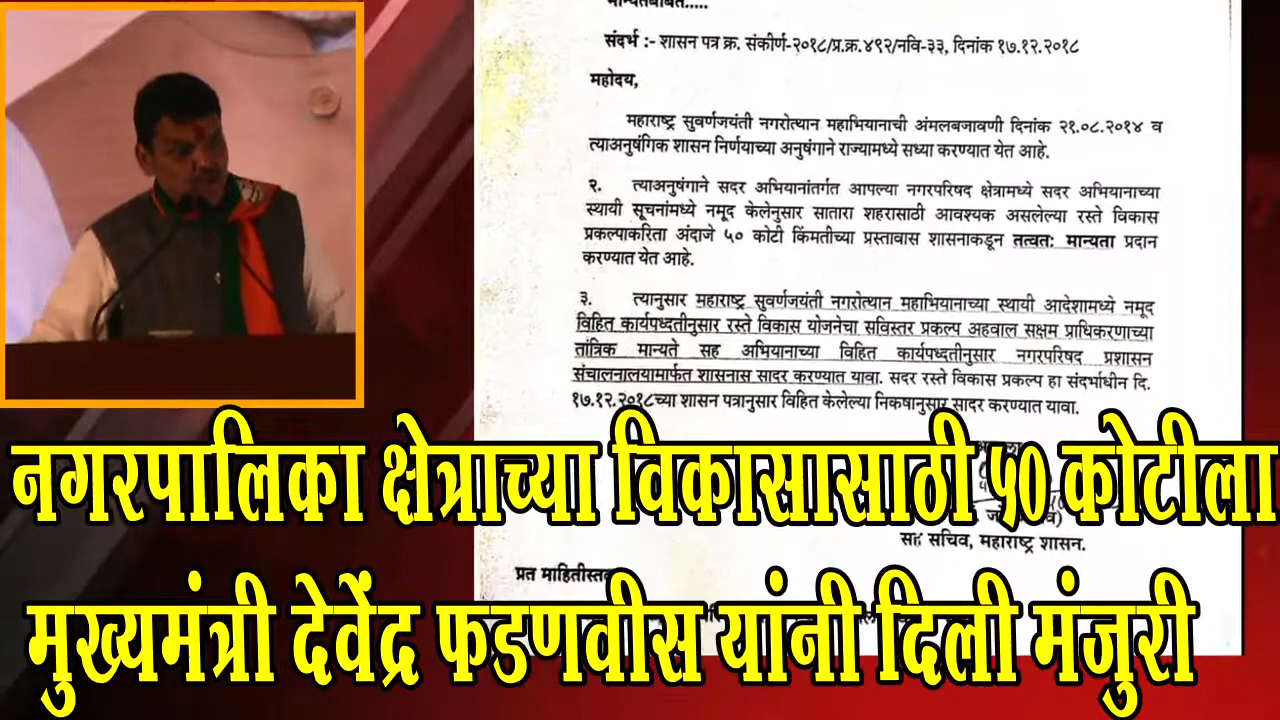 मान्यतेबाबत.....
संदर्भ :- शासन पत्र क्र. संकीर्ण-२०१८/प्र.क्र.४९२/नवि-३३, दिनांक १७.१२.२०१८
महोदय,
महाराष्ट्र सुवर्णजयंती नगरोत्थान महाभियानाची अंमलबजावणी दिनांक २१.०८.२०१४ व
त्याअनुषंगिक शासन निर्णयाच्या अनुषंगाने राज्यामध्ये सध्या करण्यात येत आहे.
२. त्याअनुषंगाने सदर अभियानांतर्गत आपल्या नगरपरिषद क्षेत्रामध्ये सदर अभियानाच्या
स्थायी सूचनांमध्ये नमूद केलेनुसार सातारा शहरासाठी आवश्यक असलेल्या रस्ते विकास
प्रकल्पाकरिता अंदाजे ५० कोटी किंमतीच्या प्रस्तावास शासनाकडून तत्वत: मान्यता प्रदान
करण्यात येत आहे.
३. त्यानुसार महाराष्ट्र सुवर्णजयंती नगरोत्थान महाभियानाच्या स्थायी आदेशामध्ये नमूद
विहित कार्यपध्दतीनुसार रस्ते विकास योजनेचा सविस्तर प्रकल्प अहवाल सक्षम प्राधिकरणाच्या
तांत्रिक मान्यते सह अभियानाच्या विहित कार्यपध्दतीनुसार नगरपरिषद प्रशासन
संचालनालयामार्फत शासनास सादर करण्यात यावा. सदर रस्ते विकास प्रकल्प हा संदर्भाधीन दि.
१७.१२.२०१८च्या शासन पत्रानुसार विहित केलेल्या निकषानुसार सादर करण्यात यावा.
नगरपालिका क्षेत्राच्या विकासासाठी ५० कोटीला
सह सचिव, महाराष्ट्र शासन.
प्रत माहितीस्तव
मुख्यमंत्री देवेंद्र फडणवीस यांनी दिली मंजुरी